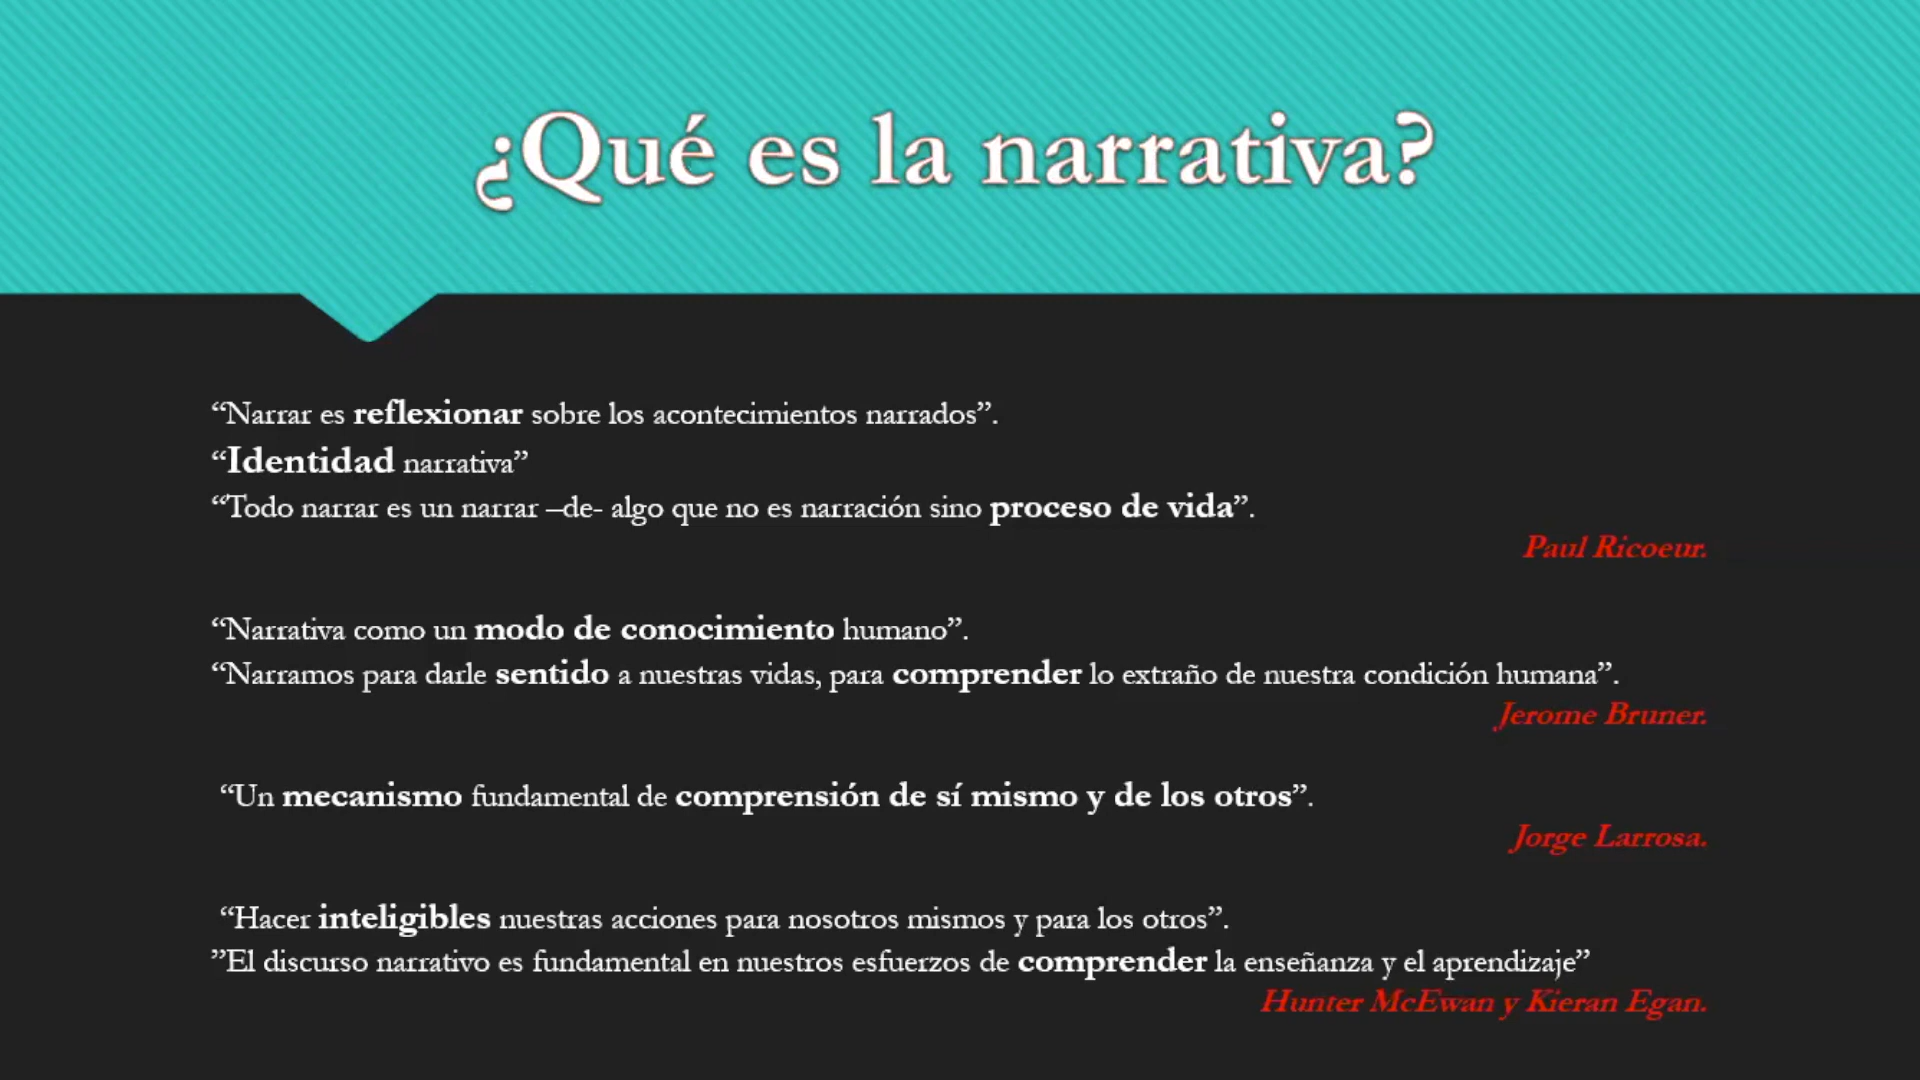 ¿Qué es la narrativa?
“Narrar es reflexionar sobre los acontecimientos narrados”.
“Identidad narrativa”
“Todo narrar es un narrar –de- algo que no es narración sino proceso de vida”.
Paul Ricoeur.
“Narrativa como un modo de conocimiento humano”.
“Narramos para darle sentido a nuestras vidas, para comprender lo extraño de nuestra condición humana”.
Jerome Bruner.
“Un mecanismo fundamental de comprensión de sí mismo y de los otros”.
Jorge Larrosa.
“Hacer inteligibles nuestras acciones para nosotros mismos y para los otros”.
”El discurso narrativo es fundamental en nuestros esfuerzos de comprender la enseñanza y el aprendizaje”
Hunter McEwan y Kieran Egan.